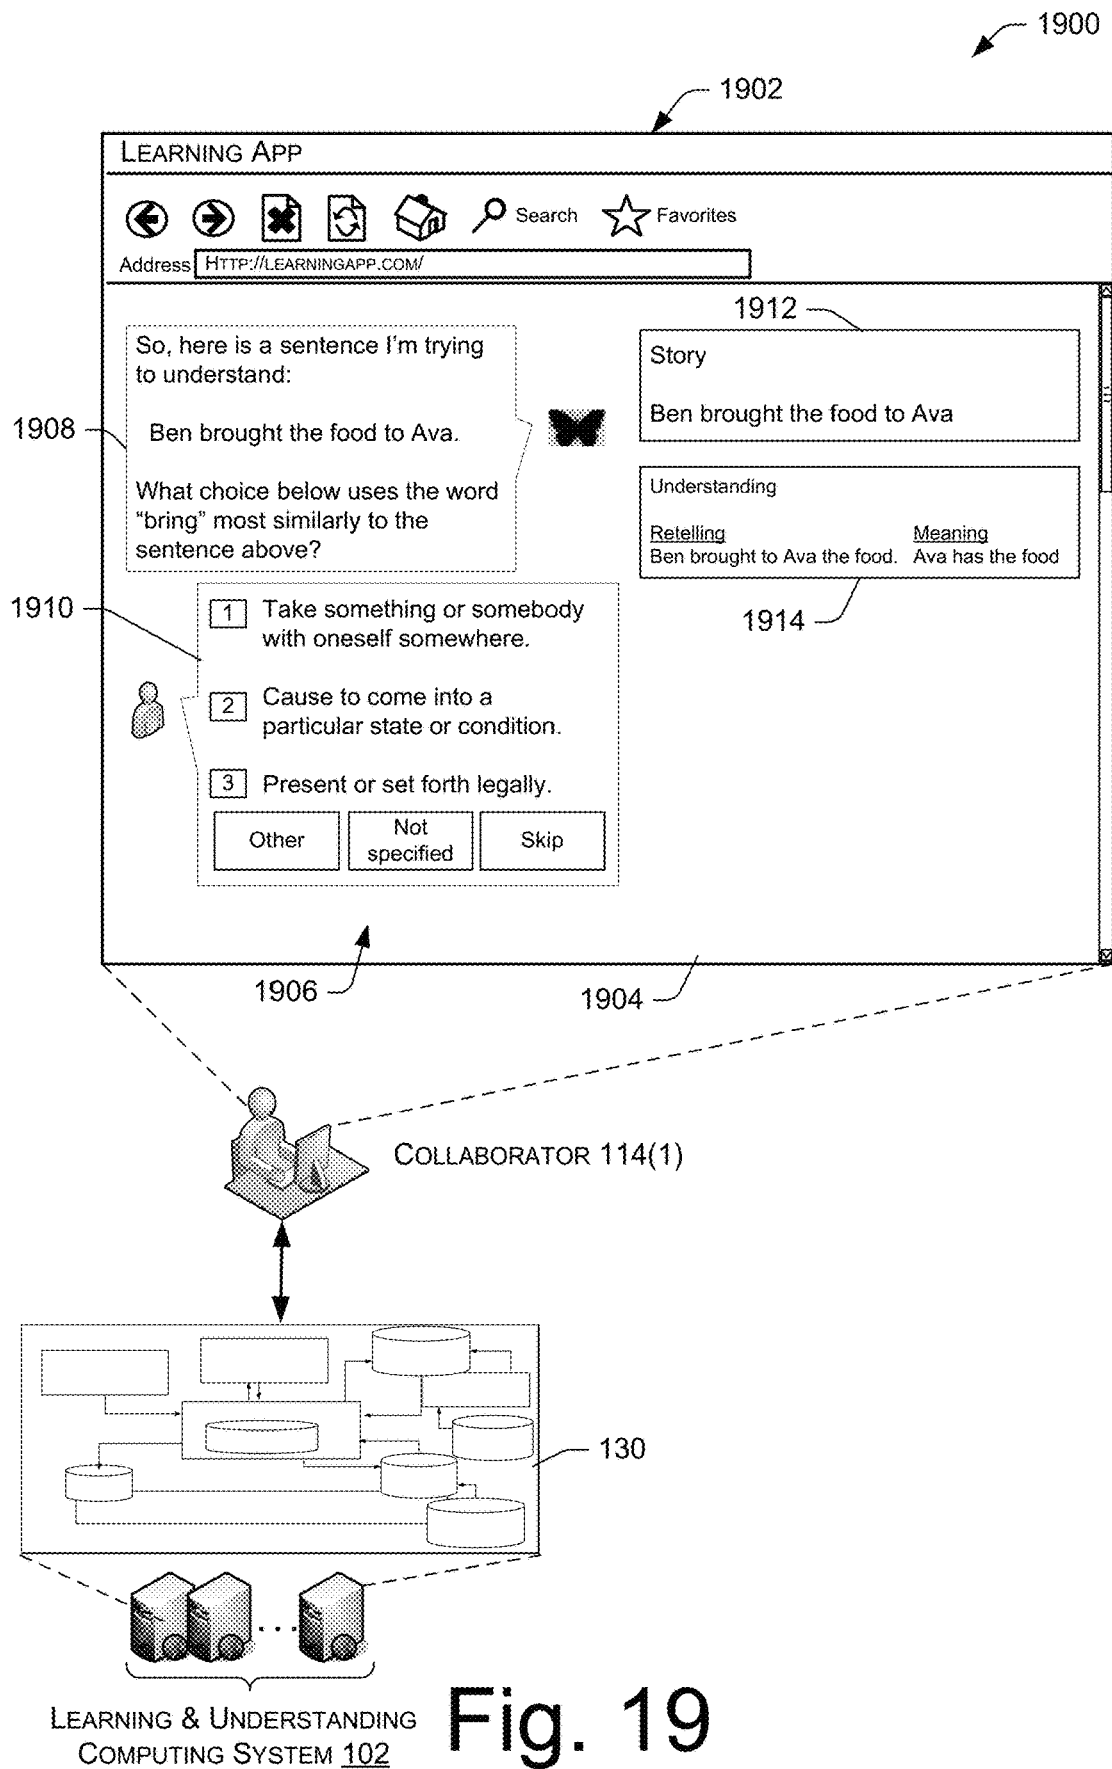 1900
1902
LEARNING APP
Search
Favorites
Address
HTTP://LEARNINGAPP.COM/
1908
So, here is a sentence I'm trying
to understand:
Ben brought the food to Ava.
What choice below uses the word
"bring" most similarly to the
sentence above?
1912
Story
Ben brought the food to Ava
Understanding
Retelling
Meaning
Ben brought to Ava the food.
Ava has the food
1914
1910
1
Take something or somebody
with oneself somewhere.
2
Cause to come into a
particular state or condition.
3
Present or set forth legally.
Other
Not
specified
Skip
1906
1904
COLLABORATOR 114(1)
130
LEARNING & UNDERSTANDING
COMPUTING SYSTEM 102
Fig. 19